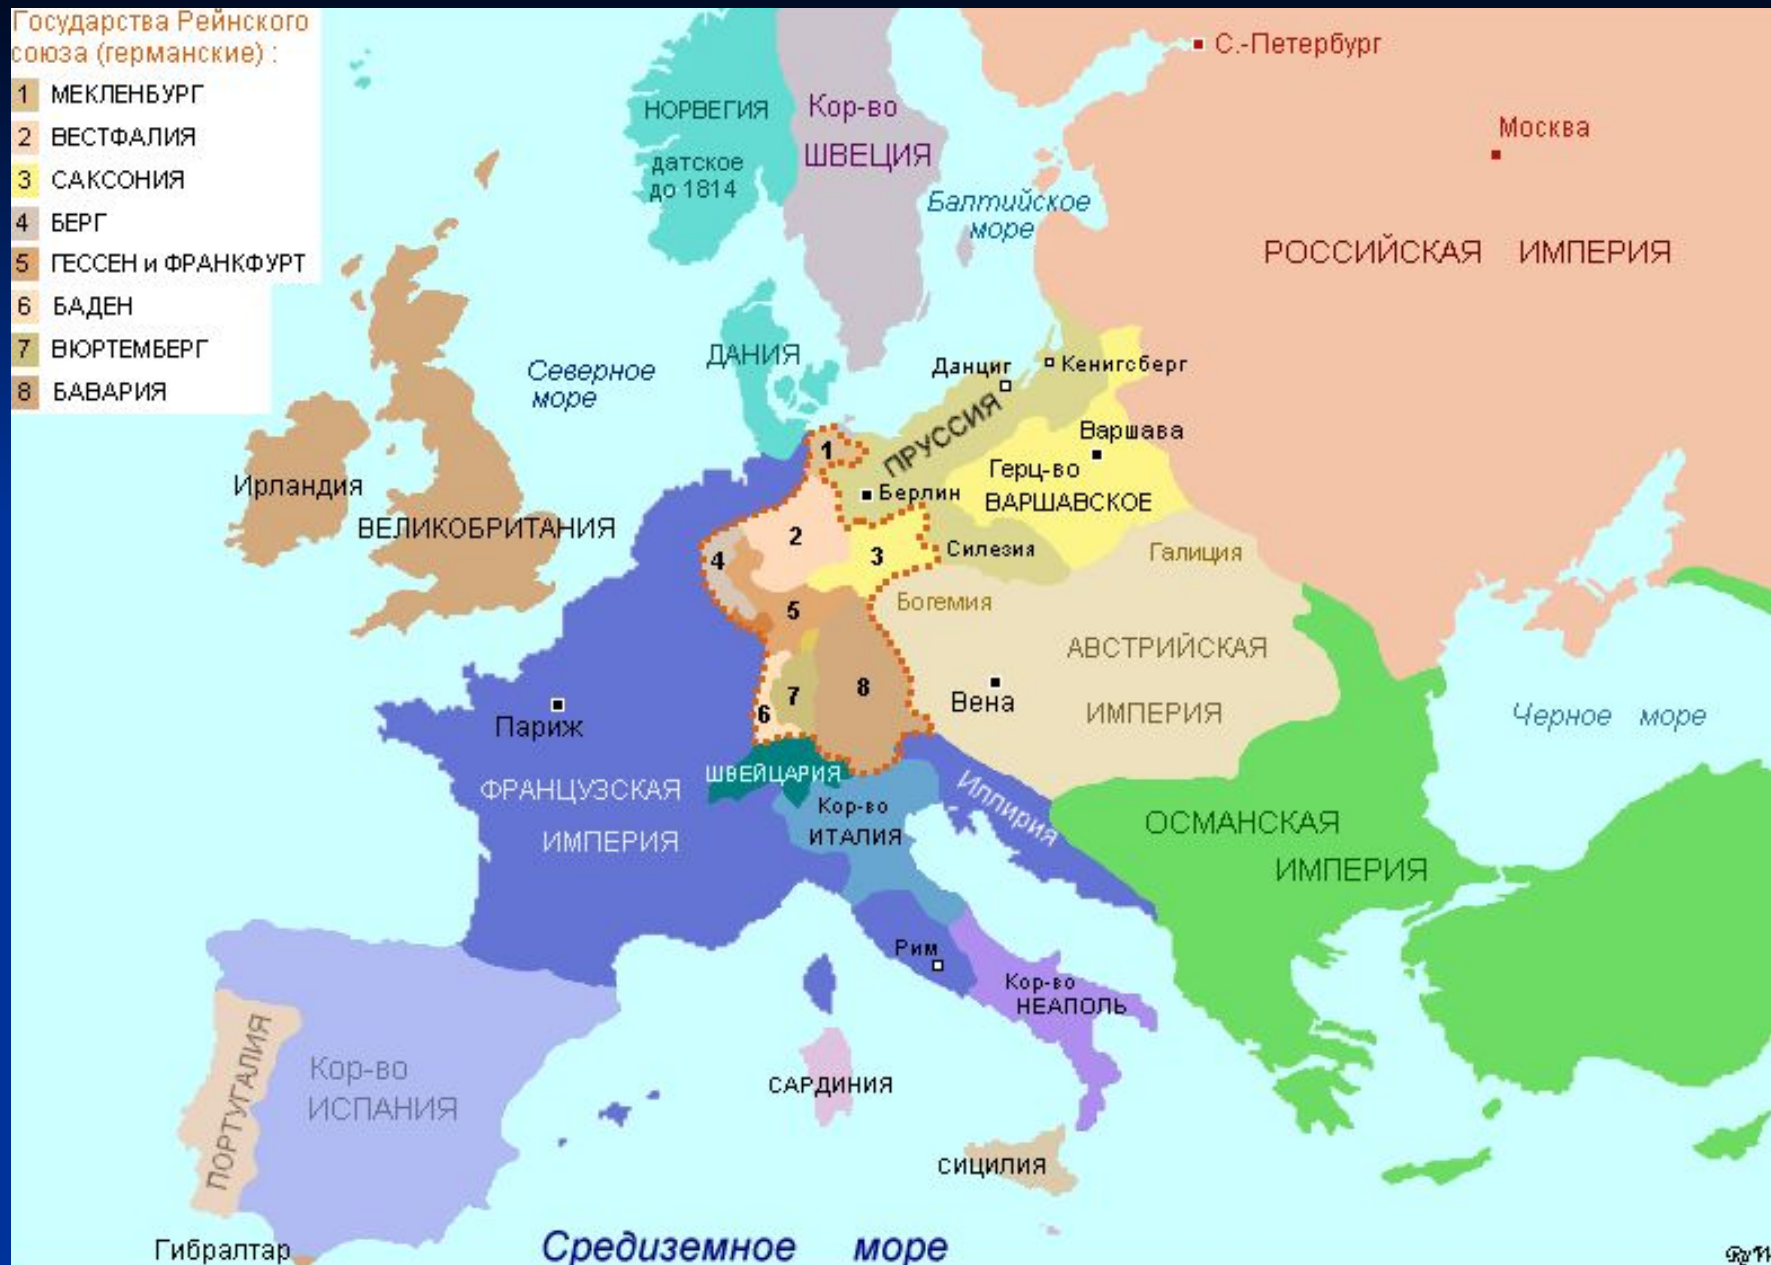 Государства Рейнского
союза (германские) :
1 МЕКЛЕНБУРГ
2 ВЕСТФАЛИЯ
3 САКСОНИЯ
4 БЕРГ
5 ГЕССЕН и ФРАНКФУРТ
6 БАДЕН
7 ВЮРТЕМБЕРГ
8 БАВАРИЯ
С.-Петербург
Москва
НОРВЕГИЯ
датское
до 1814
Кор-во
ШВЕЦИЯ
Балтийское
море
РОССИЙСКАЯ ИМПЕРИЯ
Северное
море
ДАНИЯ
Данциг
Кенигсберг
ПРУССИЯ
Варшава
Герц-во
ВАРШАВСКОЕ
Берлин
Ирландия
ВЕЛИКОБРИТАНИЯ
1
2
3
4
5
6
7
8
Силезия
Галиция
Богемия
АВСТРИЙСКАЯ
ИМПЕРИЯ
Вена
Париж
Черное море
ФРАНЦУЗСКАЯ
ИМПЕРИЯ
ШВЕЙЦАРИЯ
Кор-во
ИТАЛИЯ
Иллирия
ОСМАНСКАЯ
ИМПЕРИЯ
Рим
Кор-во
НЕАПОЛЬ
ПОРТУГАЛИЯ
Кор-во
ИСПАНИЯ
САРДИНИЯ
СИЦИЛИЯ
Гибралтар
Средиземное море